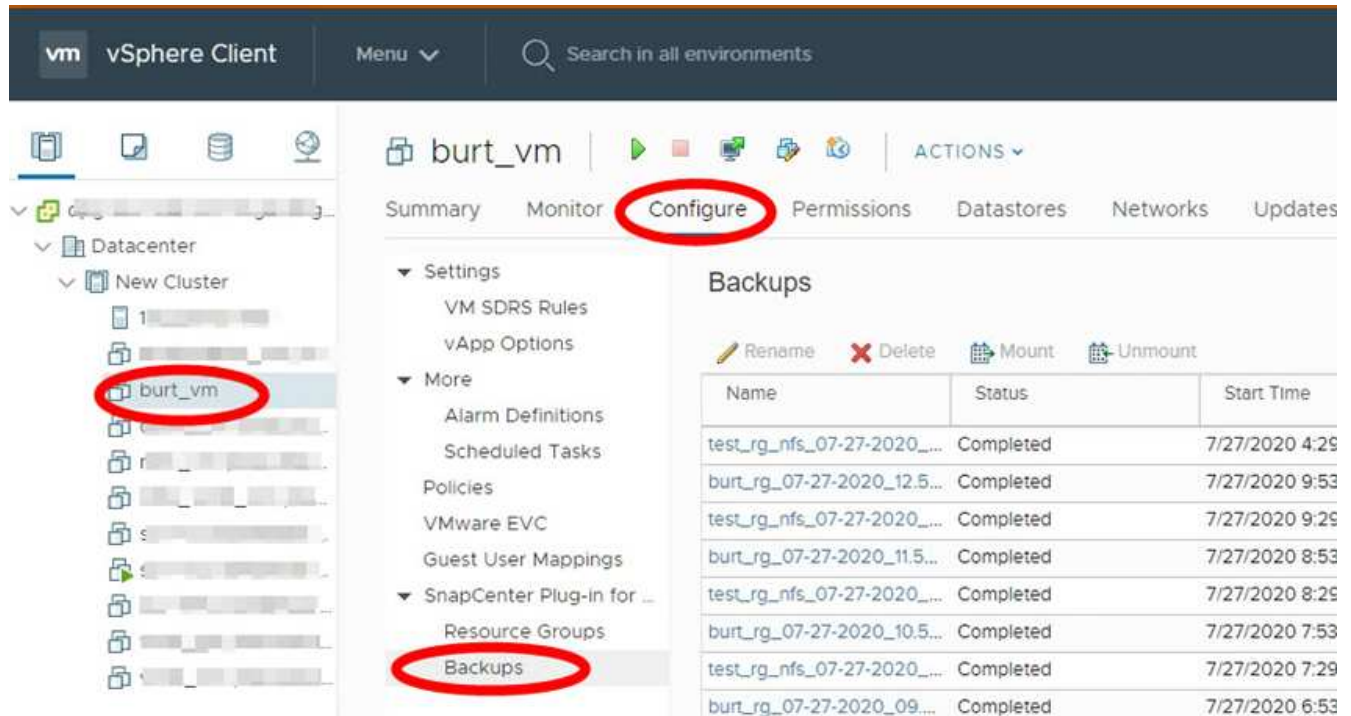 vm vSphere Client Menu Search in all environments
burt_vm ACTIONS
Summary Monitor Configure Permissions Datastores Networks Updates
Datacenter
New Cluster
burt_vm
Settings
VM SDRS Rules
vApp Options
More
Alarm Definitions
Scheduled Tasks
Policies
VMware EVC
Guest User Mappings
SnapCenter Plug-in for ...
Resource Groups
Backups
Backups
Rename Delete Mount Unmount
Name Status Start Time
test_rg_nfs_07-27-2020_... Completed 7/27/2020 4:29
burt_rg_07-27-2020_12.5... Completed 7/27/2020 9:53
test_rg_nfs_07-27-2020_... Completed 7/27/2020 9:29
burt_rg_07-27-2020_11.5... Completed 7/27/2020 8:53
test_rg_nfs_07-27-2020_... Completed 7/27/2020 8:29
burt_rg_07-27-2020_10.5... Completed 7/27/2020 7:53
test_rg_nfs_07-27-2020_... Completed 7/27/2020 7:29
burt_rg_07-27-2020_09.... Completed 7/27/2020 6:53